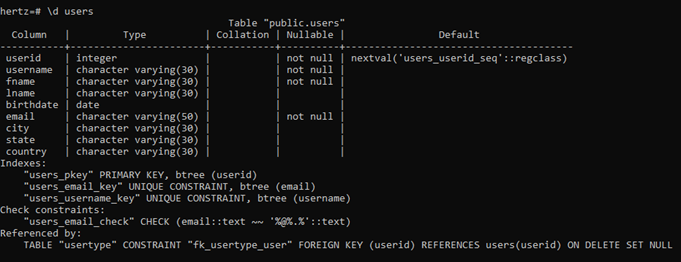 hertz=# \d users
                                      Table "public.users"
  Column   |         Type          | Collation | Nullable |                Default
-----------+-----------------------+-----------+----------+----------------------------------------
 userid    | integer               |           | not null | nextval('users_userid_seq'::regclass)
 username  | character varying(30) |           | not null |
 fname     | character varying(30) |           | not null |
 lname     | character varying(30) |           |          |
 birthdate | date                  |           |          |
 email     | character varying(50) |           | not null |
 city      | character varying(30) |           |          |
 state     | character varying(30) |           |          |
 country   | character varying(30) |           |          |
Indexes:
    "users_pkey" PRIMARY KEY, btree (userid)
    "users_email_key" UNIQUE CONSTRAINT, btree (email)
    "users_username_key" UNIQUE CONSTRAINT, btree (username)
Check constraints:
    "users_email_check" CHECK (email::text ~~ '%@%.%'::text)
Referenced by:
    TABLE "usertype" CONSTRAINT "fk_usertype_user" FOREIGN KEY (userid) REFERENCES users(userid) ON DELETE SET NULL